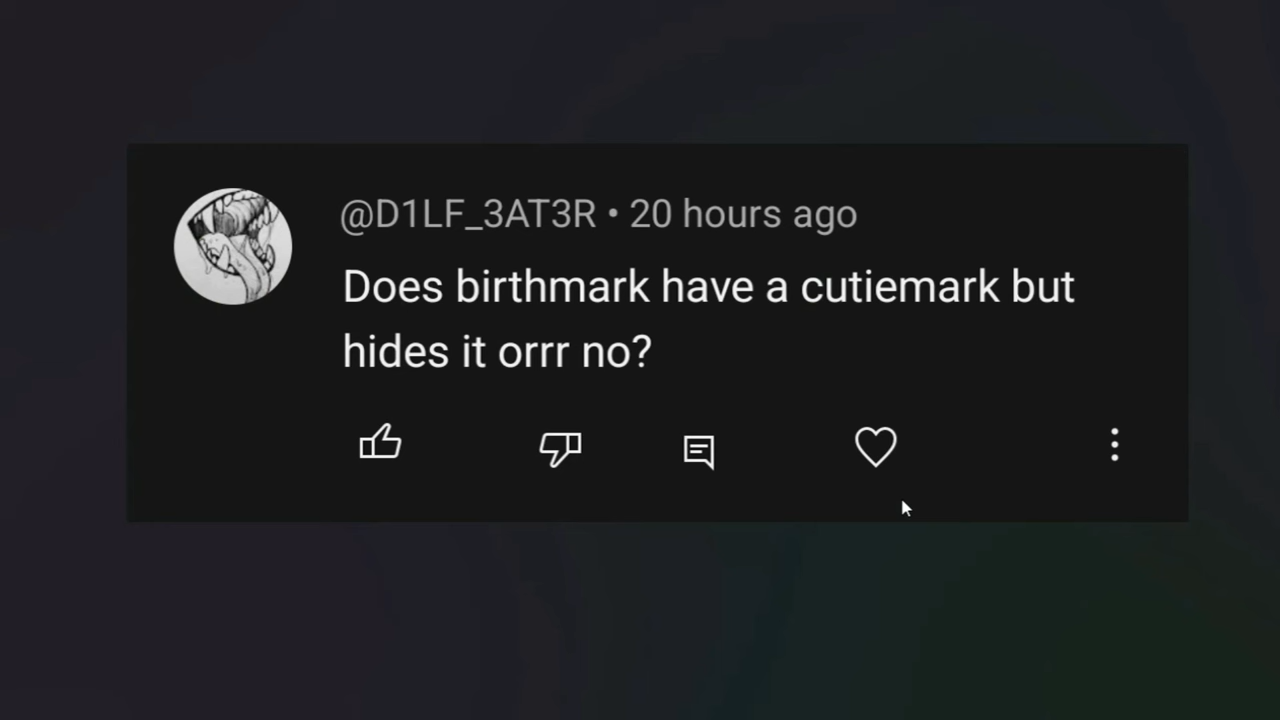 @D1LF_3AT3R • 20 hours ago
Does birthmark have a cutiemark but
hides it orrr no?